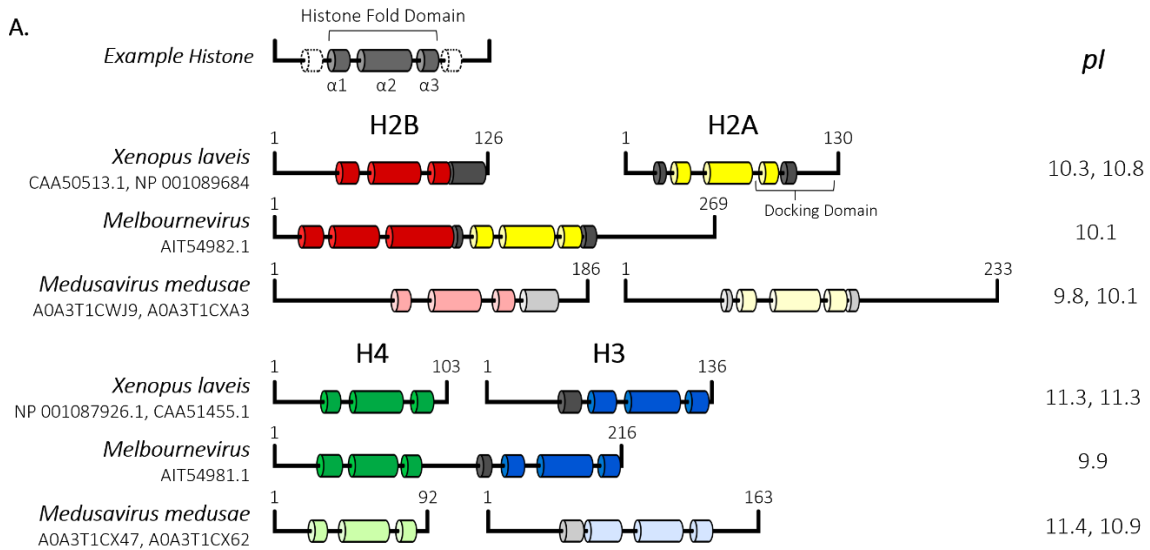 A.
Histone Fold Domain
Example Histone
pI
α1 α2 α3
H2B H2A
1 126 1 130
Xenopus laveis
CAA50513.1, NP 001089684
10.3, 10.8
Docking Domain
1 269
Melbournevirus
AIT54982.1
10.1
1 186 1 233
Medusavirus medusae
A0A3T1CWJ9, A0A3T1CXA3
9.8, 10.1
H4 H3
1 103 1 136
Xenopus laveis
NP 001087926.1, CAA51455.1
11.3, 11.3
1 216
Melbournevirus
AIT54981.1
9.9
1 92 1 163
Medusavirus medusae
A0A3T1CX47, A0A3T1CX62
11.4, 10.9